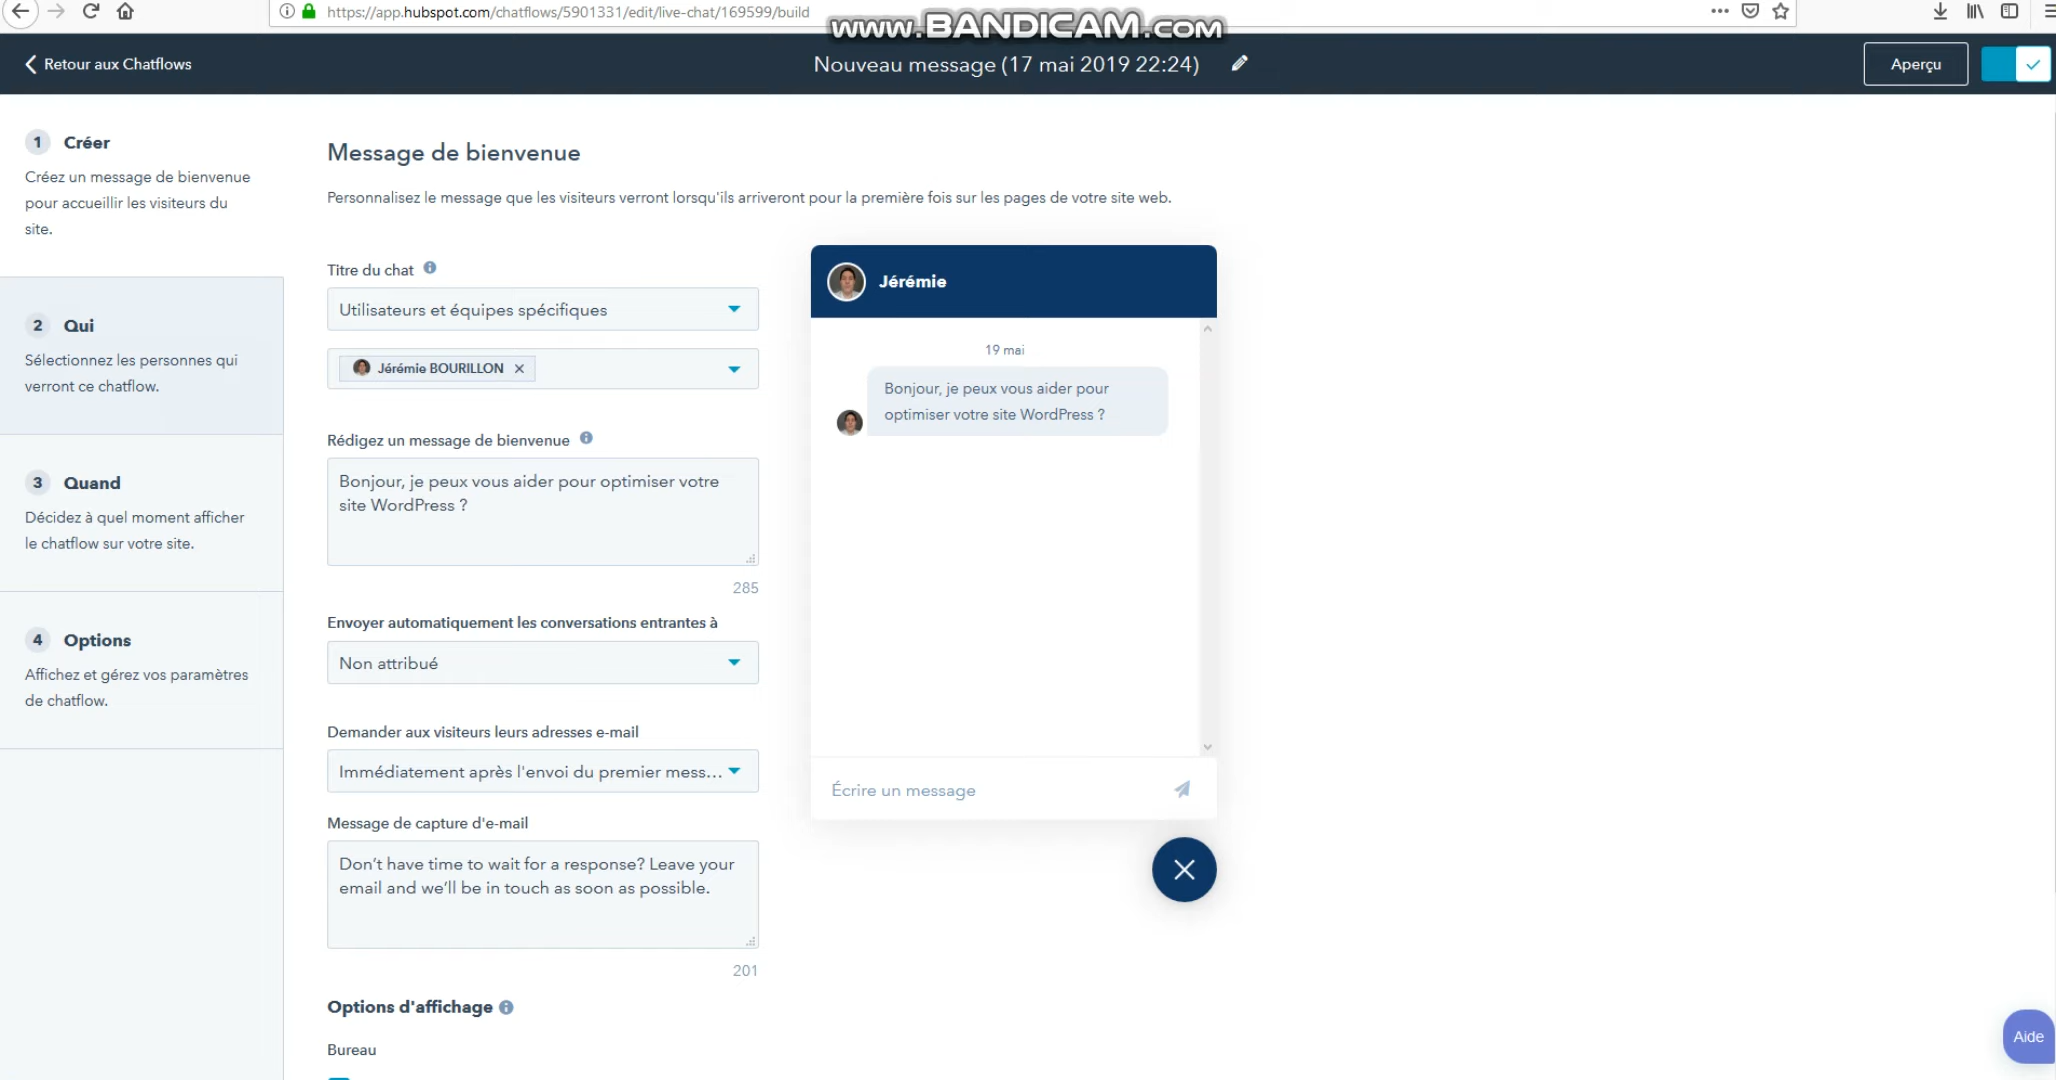 https://app.hubspot.com/chatflows/5901331/edit/live-chat/169599/build
www.BANDICAM.com
Retour aux Chatflows
Nouveau message (17 mai 2019 22:24)
Aperçu
1 Créer
Créez un message de bienvenue
pour accueillir les visiteurs du
site.
2 Qui
Sélectionnez les personnes qui
verront ce chatflow.
3 Quand
Décidez à quel moment afficher
le chatflow sur votre site.
4 Options
Affichez et gérez vos paramètres
de chatflow.
Message de bienvenue
Personnalisez le message que les visiteurs verront lorsqu'ils arriveront pour la première fois sur les pages de votre site web.
Titre du chat
Utilisateurs et équipes spécifiques
Jérémie BOURILLON
Rédigez un message de bienvenue
Bonjour, je peux vous aider pour optimiser votre
site WordPress ?
285
Envoyer automatiquement les conversations entrantes à
Non attribué
Demander aux visiteurs leurs adresses e-mail
Immédiatement après l'envoi du premier mess...
Message de capture d'e-mail
Don’t have time to wait for a response? Leave your
email and we’ll be in touch as soon as possible.
201
Options d'affichage
Bureau
Jérémie
19 mai
Bonjour, je peux vous aider pour
optimiser votre site WordPress ?
Écrire un message
Aide